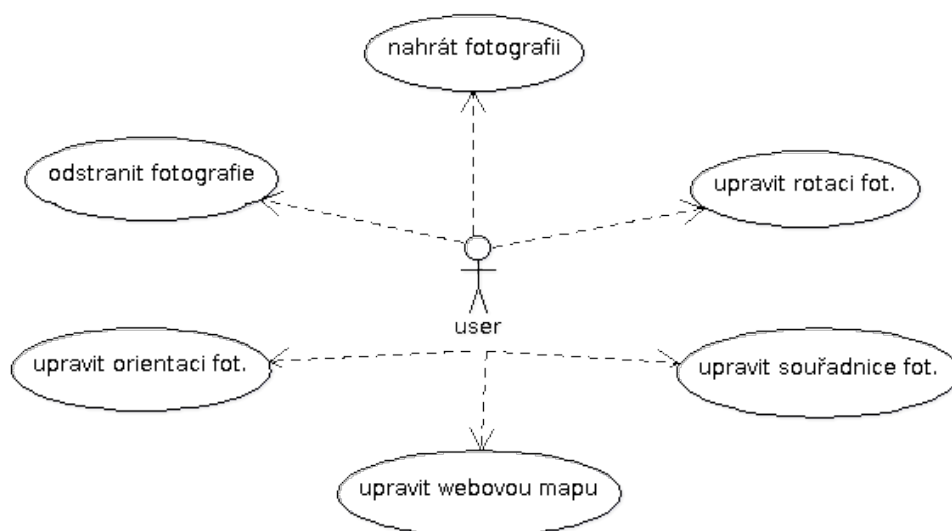 nahrát fotografii
odstranit fotografie
upravit rotaci fot.
user
upravit orientaci fot.
upravit souřadnice fot.
upravit webovou mapu